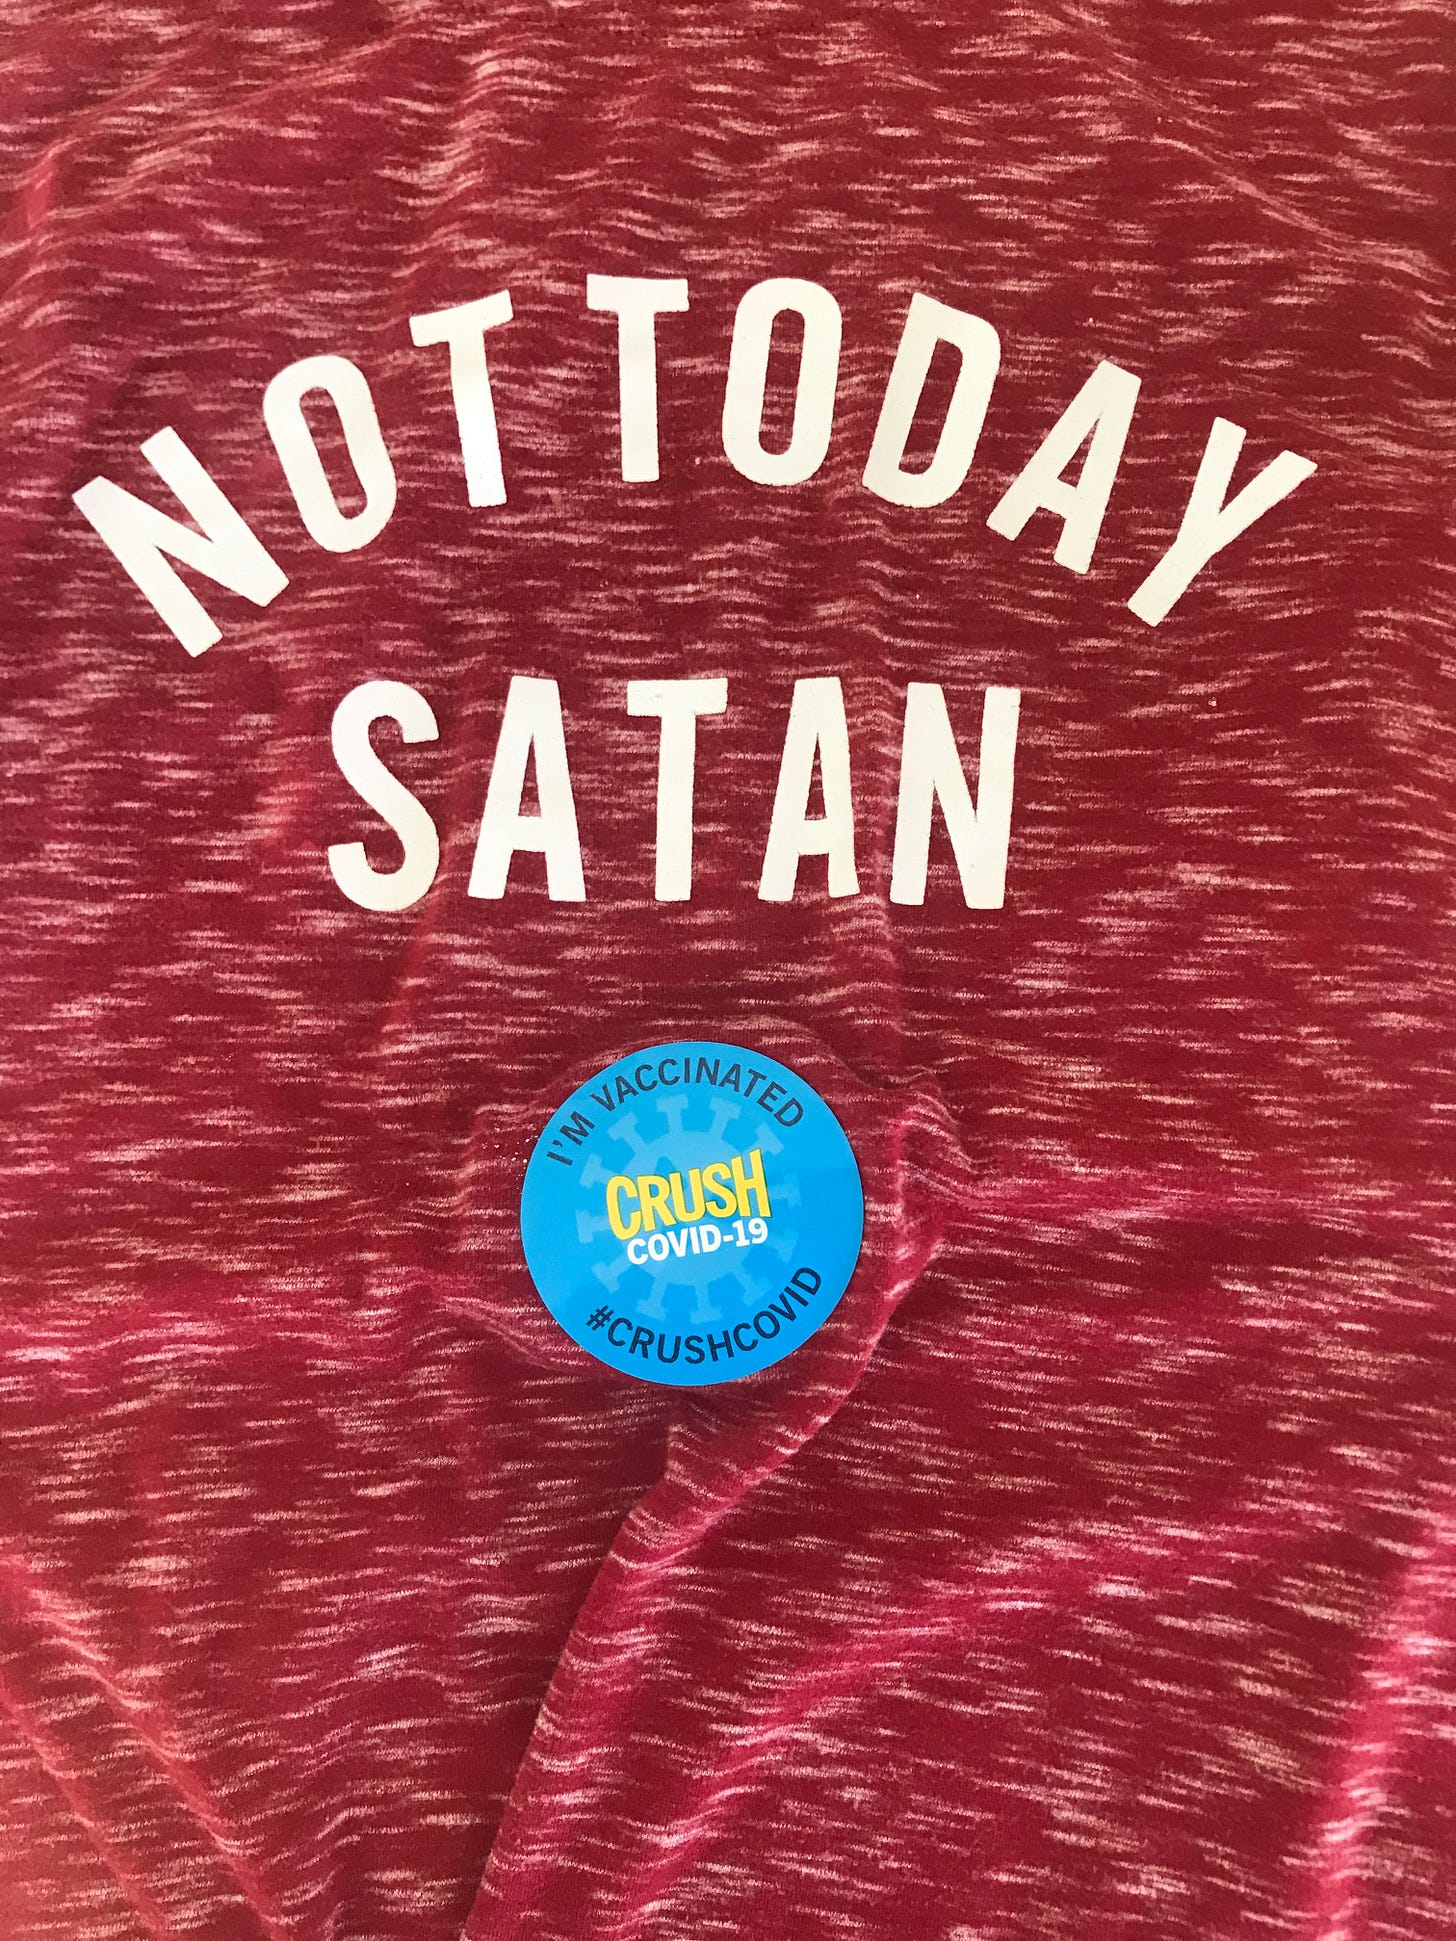 NOT TODAY
SATAN
I'M VACCINATED
CRUSH
COVID-19
#CRUSHCOVID